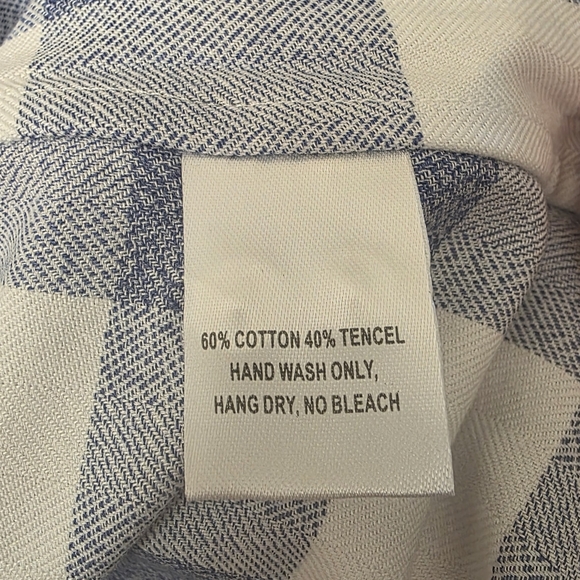 60% COTTON 40% TENCEL
HAND WASH ONLY,
HANG DRY, NO BLEACH